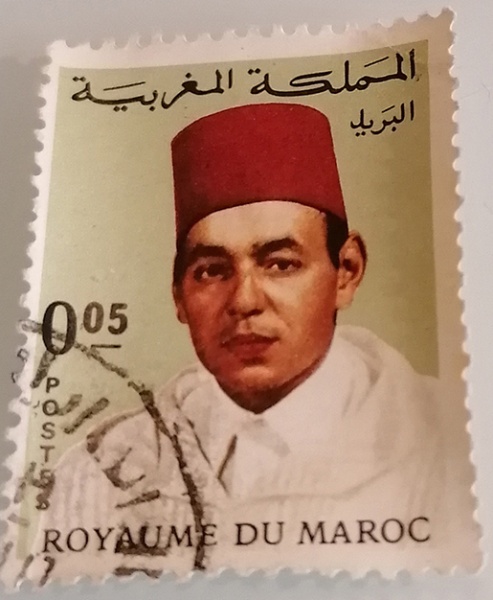 المملكة المغربية
البريد
0.05
POSTES
ROYAUME DU MAROC